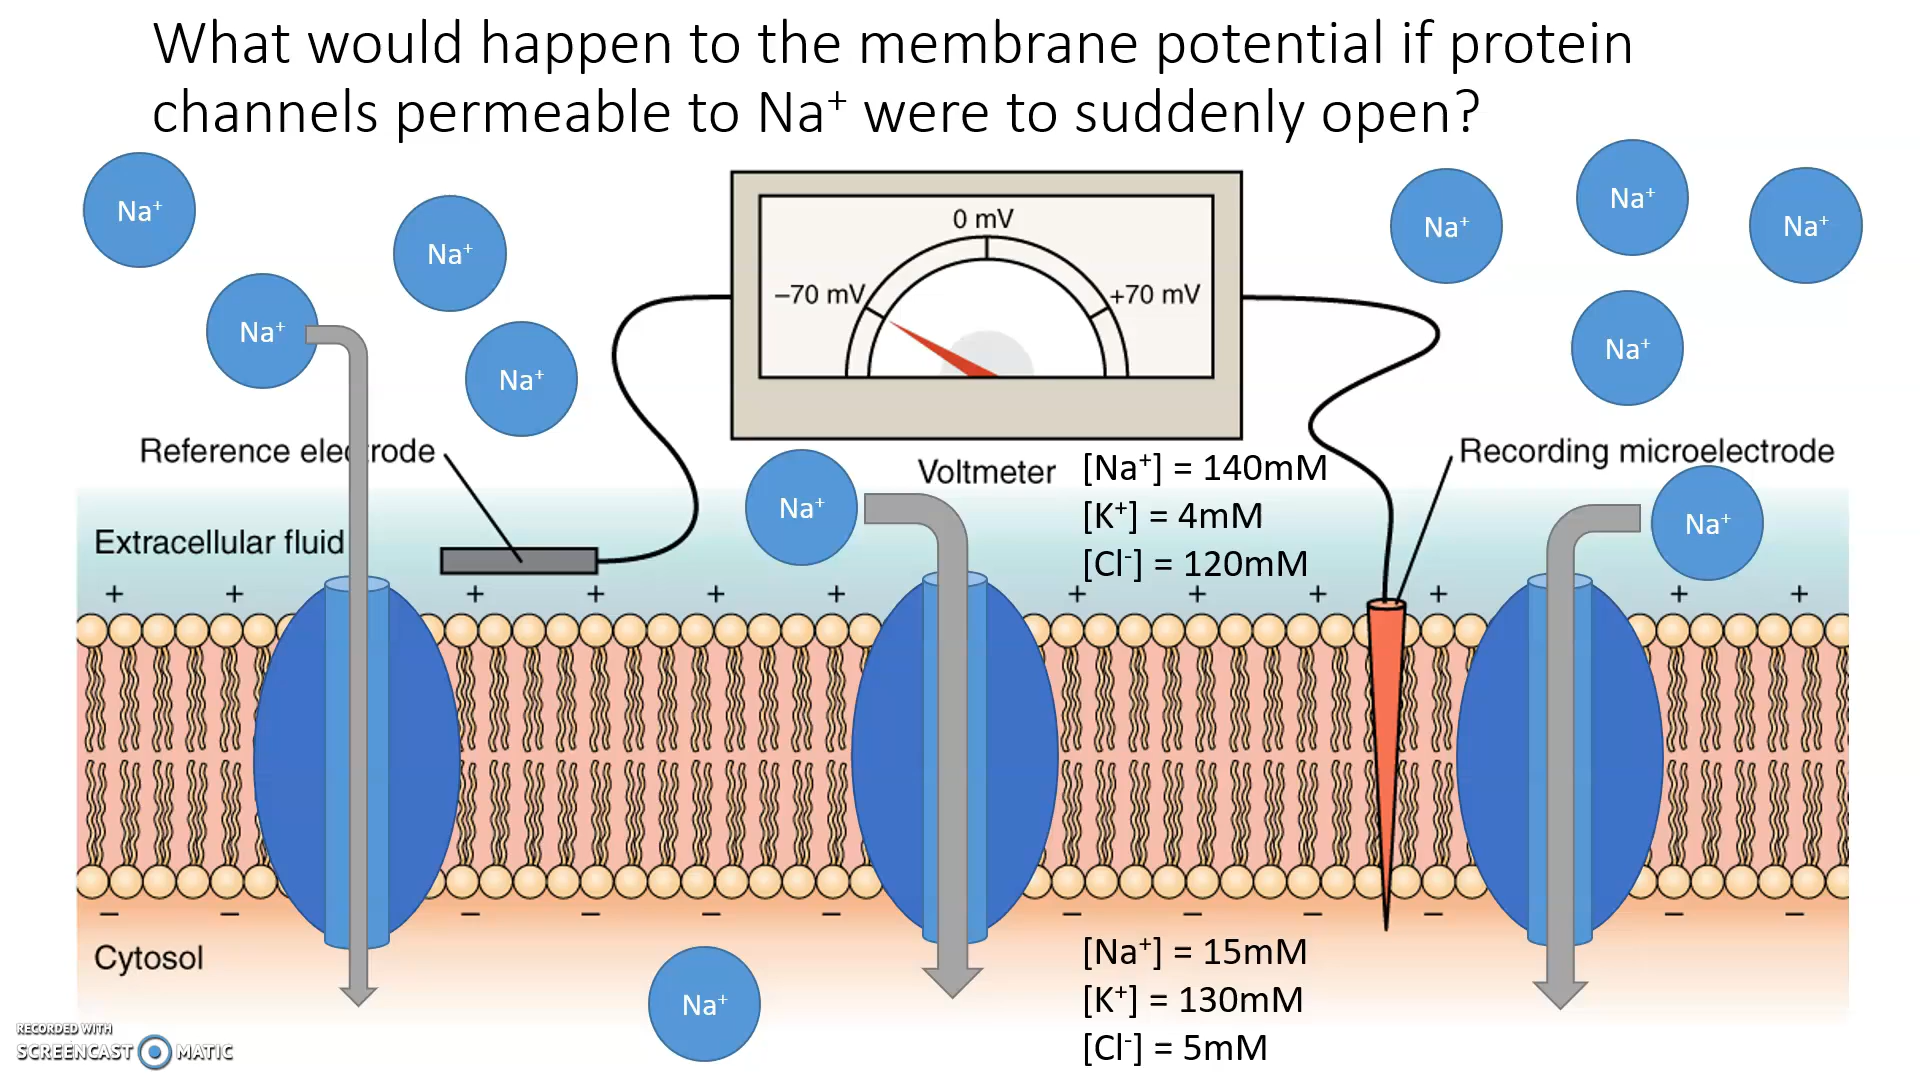 What would happen to the membrane potential if protein
channels permeable to Na⁺ were to suddenly open?
Na⁺
Na⁺
Na⁺
Na⁺
Na⁺
Na⁺
Na⁺
Na⁺
0 mV
–70 mV
+70 mV
Reference electrode
Voltmeter
Recording microelectrode
Na⁺
Na⁺
[Na⁺] = 140mM
[K⁺] = 4mM
[Cl⁻] = 120mM
Extracellular fluid
+ + + + + + + + + + + +
– – – – – – – – – – – –
Cytosol
Na⁺
[Na⁺] = 15mM
[K⁺] = 130mM
[Cl⁻] = 5mM
RECORDED WITH
SCREENCAST MATIC